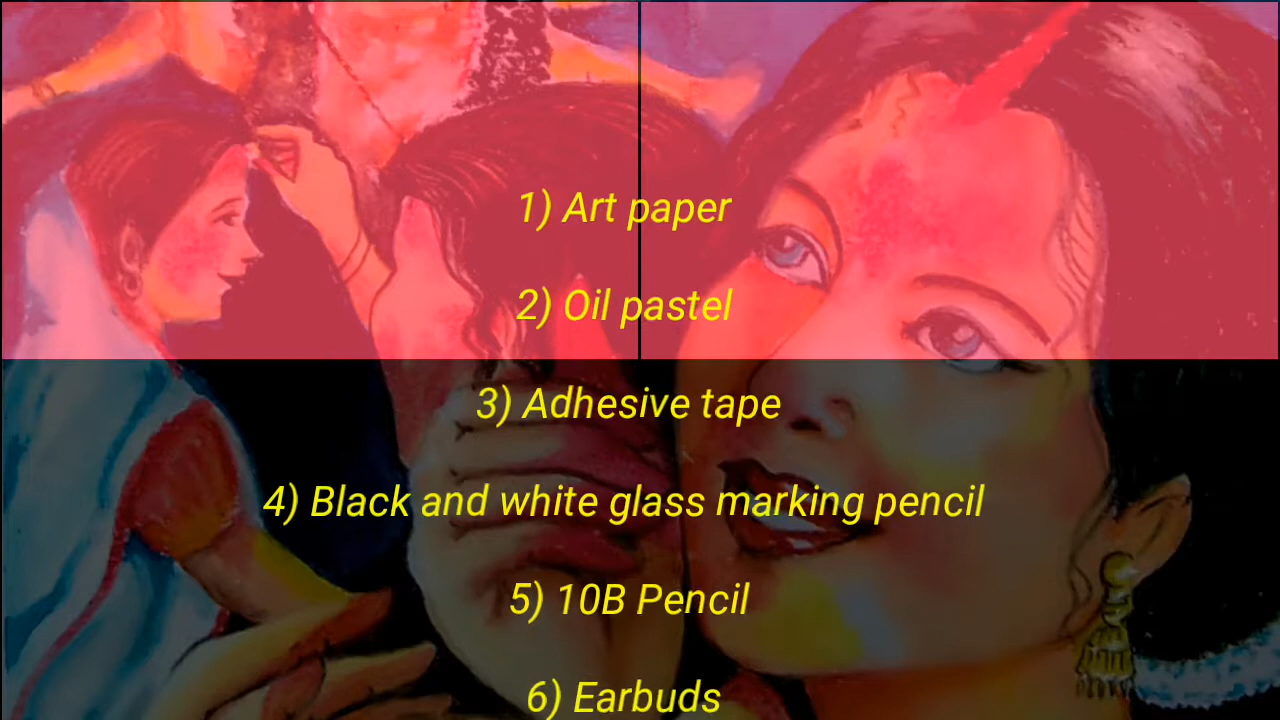 1) Art paper
2) Oil pastel
3) Adhesive tape
4) Black and white glass marking pencil
5) 10B Pencil
6) Earbuds